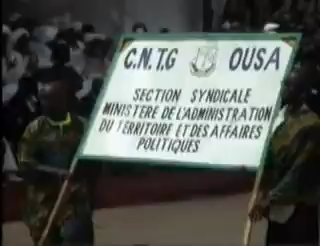 C.N.T.G OUSA
SECTION SYNDICALE
MINISTERE DE L'ADMINISTRATION
DU TERRITOIRE ET DES AFFAIRES
POLITIQUES